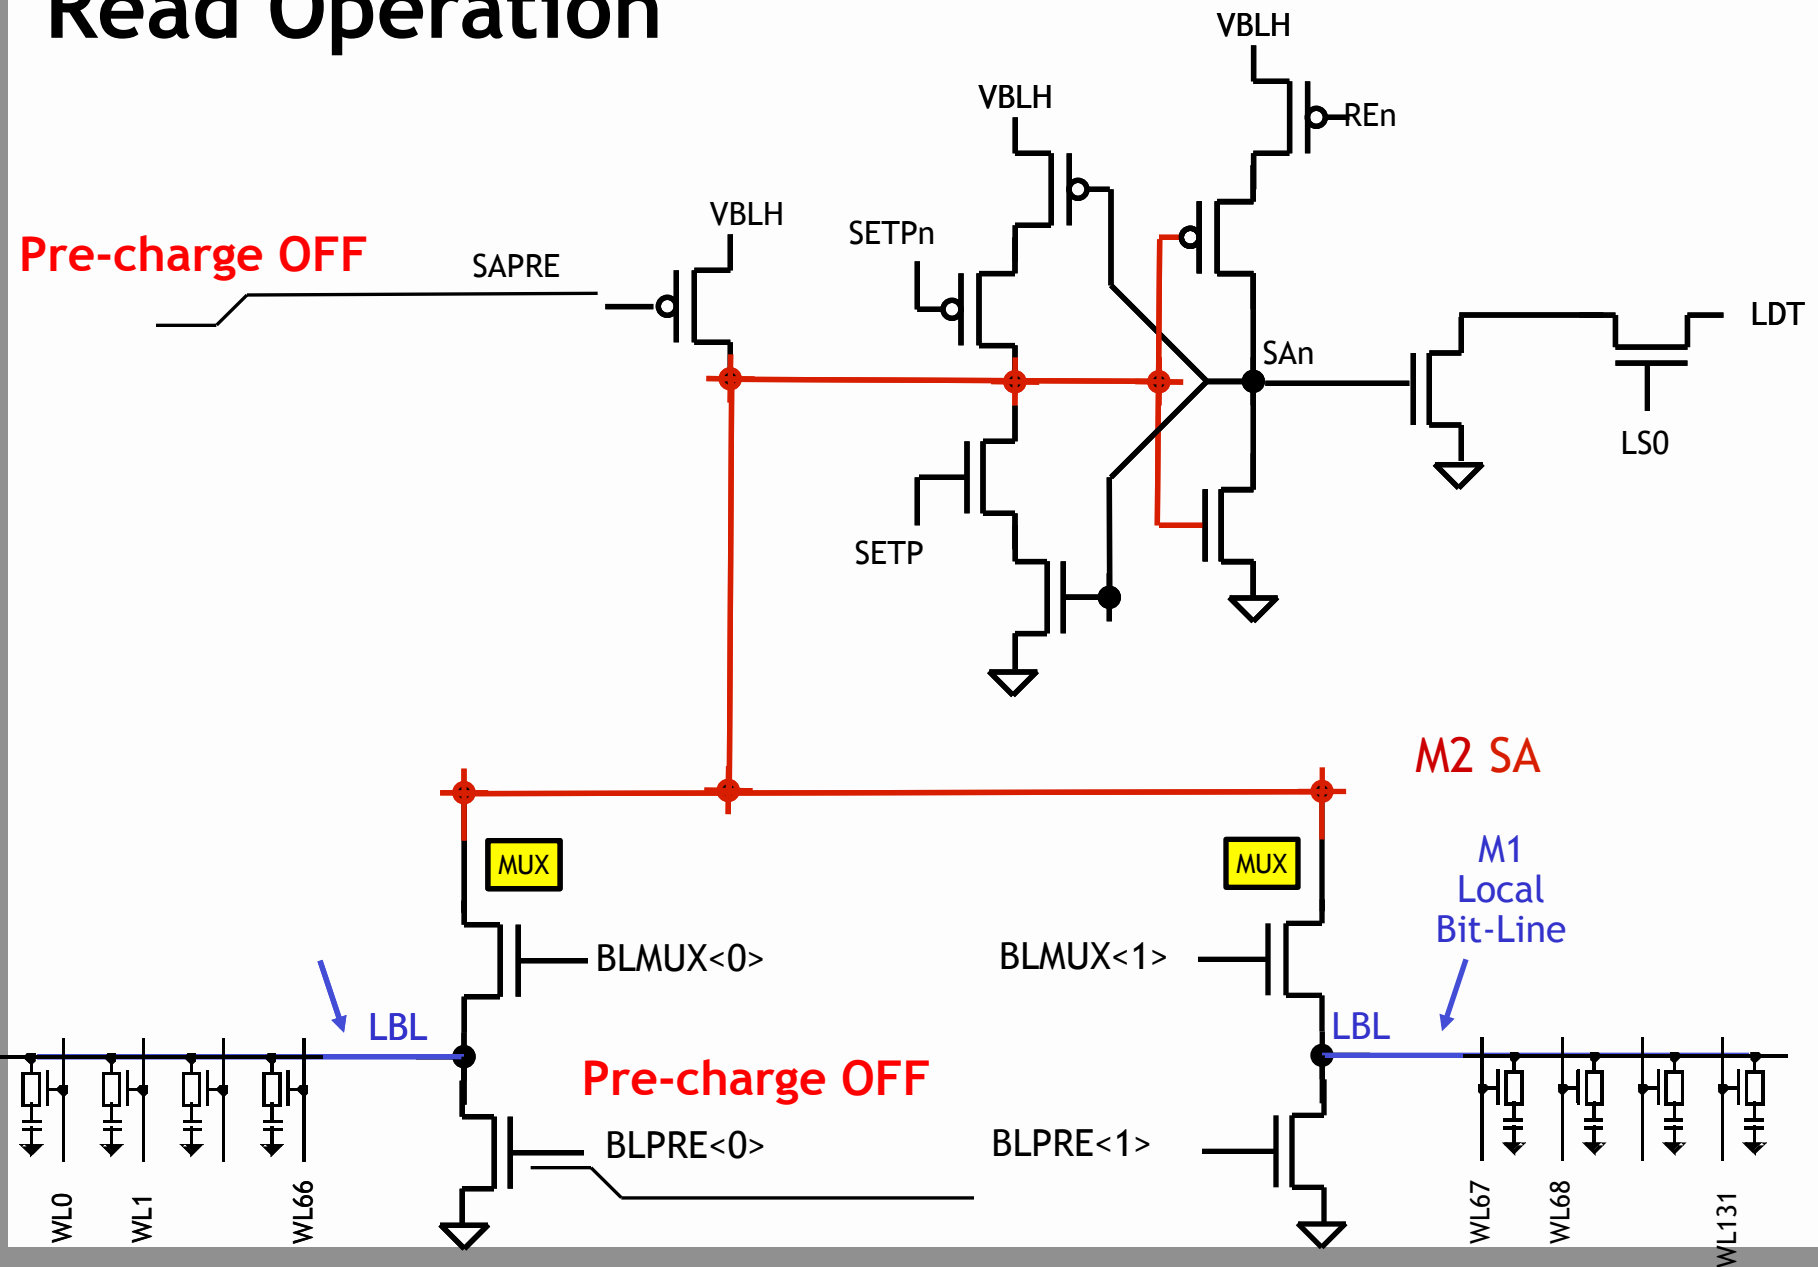 Read Operation
VBLH
VBLH
REn
VBLH
SETPn
Pre-charge OFF
SAPRE
LDT
SAn
LS0
SETP
M2 SA
MUX
MUX
M1
Local
Bit-Line
BLMUX<0>
BLMUX<1>
LBL
LBL
Pre-charge OFF
BLPRE<0>
BLPRE<1>
WL0
WL1
WL66
WL67
WL68
WL131